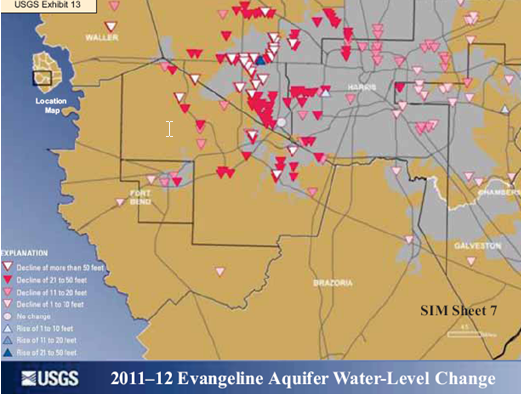 USGS Exhibit 13
WALLER
Location
Map
HARRIS
FORT
BEND
CHAMBERS
GALVESTON
BRAZORIA
EXPLANATION
Decline of more than 50 feet
Decline of 21 to 50 feet
Decline of 11 to 20 feet
Decline of 1 to 10 feet
No change
Rise of 1 to 10 feet
Rise of 11 to 20 feet
Rise of 21 to 50 feet
SIM Sheet 7
USGS
2011–12 Evangeline Aquifer Water-Level Change